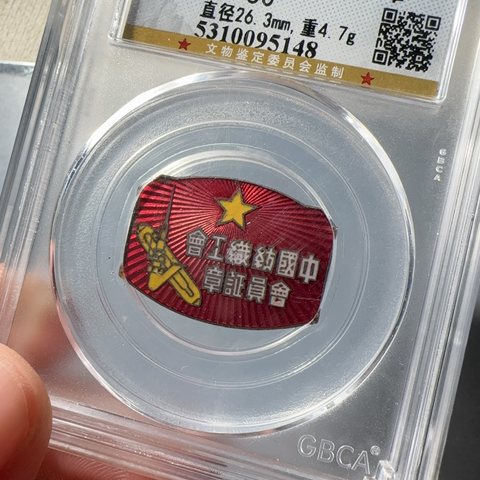 直径26.3mm,重4.7g
5310095148
★文物鉴定委员会监制★
GBCA
會工織紡國中
章証員會
GBCA®